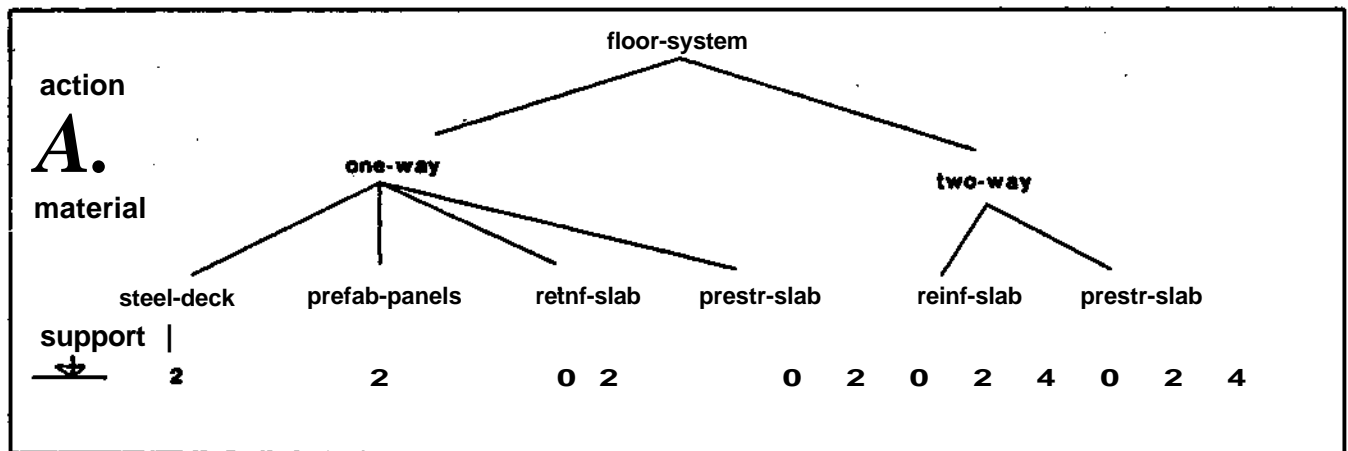 floor-system
action
A.
one-way
two-way
material
steel-deck prefab-panels retnf-slab prestr-slab reinf-slab prestr-slab
support |
2 2 0 2 0 2 0 2 4 0 2 4